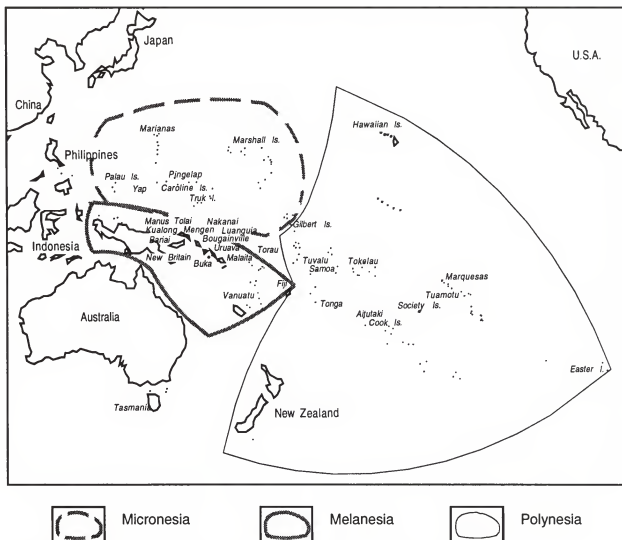 Japan
U.S.A.
China
Marianas
Hawaiian Is.
Marshall Is.
Philippines
Palau Is.
Pingelap
Yap
Caroline Is.
Truk
Gilbert Is.
Manus Tolai Nakanai
Kualong Mengen Luangua
Indonesia
Bariai Bougainville
Uruava Torau
New Britain
Malaita
Buka
Tuvalu Tokelau
Samoa
Marquesas
Fiji
Tuamotu
Vanuatu
Tonga
Society Is.
Australia
Aitutaki
Cook Is.
Easter I.
Tasmania
New Zealand
Micronesia
Melanesia
Polynesia